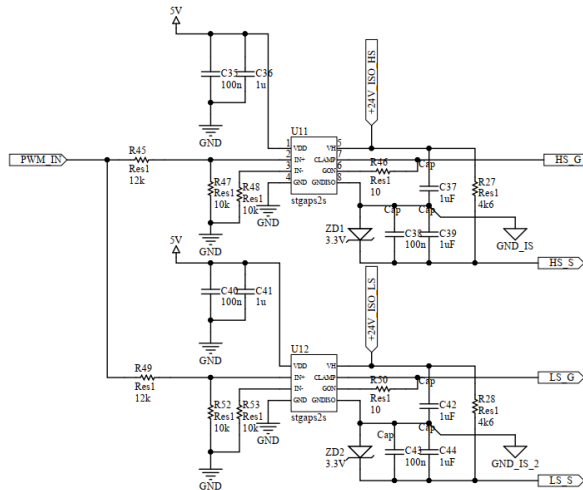 5V
C35
100n
C36
1u
GND
+24V_ISO_HS
U11
PWM_IN
R45
Res1
12k
1
2
3
4
VDD
IN+
IN-
GND
VH
CLAMP
GON
GNDISO
5
7
6
8
stgaps2s
R46
Res1
10
Cap
HS_G
R47
Res1
10k
R48
Res1
10k
GND
GND
C37
1uF
R27
Res1
4k6
Cap
Cap
ZD1
3.3V
C38
100n
C39
1uF
GND_IS
HS_S
5V
C40
100n
C41
1u
GND
+24V_ISO_LS
U12
R49
Res1
12k
VDD
IN+
IN-
GND
VH
CLAMP
GON
GNDISO
stgaps2s
R50
Res1
10
Cap
LS_G
R52
Res1
10k
R53
Res1
10k
GND
GND
C42
1uF
R28
Res1
4k6
Cap
Cap
ZD2
3.3V
C43
100n
C44
1uF
GND_IS_2
LS_S